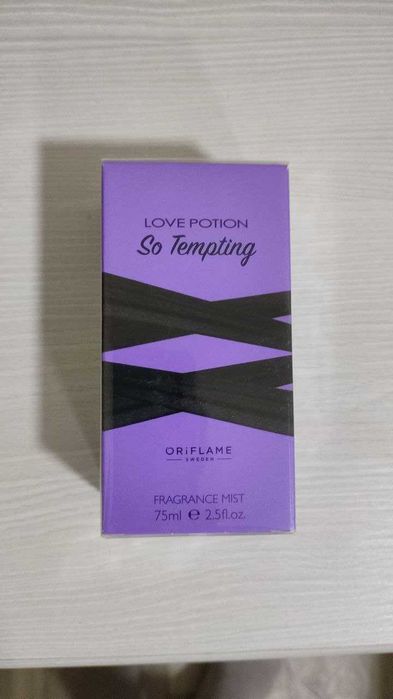 LOVE POTION
So Tempting
ORiFLAME
SWEDEN
FRAGRANCE MIST
75ml ℮ 2.5fl.oz.